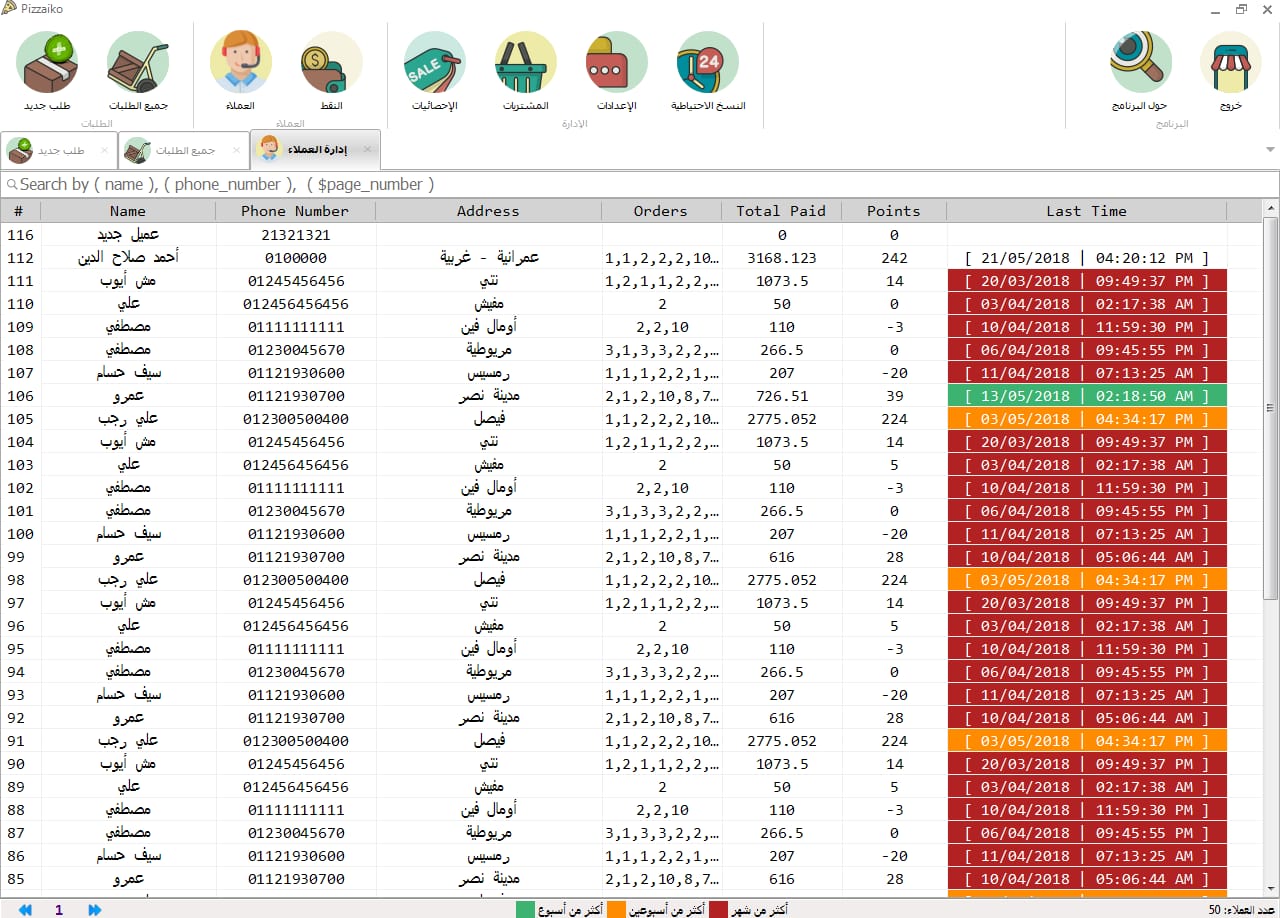 Pizzaiko
طلب جديد
جميع الطلبات
الطلبات
العملاء
النقط
العملاء
SALE
24
الإحصائيات
المشتريات
الإعدادات
النسخ الاحتياطية
الإدارة
حول البرنامج
خروج
البرنامج
طلب جديد
جميع الطلبات
إدارة العملاء
Search by ( name ), ( phone_number ), ( $page_number )
# Name Phone Number Address Orders Total Paid Points Last Time
116 عميل جديد 21321321 0 0
112 أحمد صلاح الدين 0100000 عمرانية - غربية 1,1,2,2,2,10… 3168.123 242 [ 21/05/2018 | 04:20:12 PM ]
111 مش أيوب 01245456456 نتي 1,2,1,1,2,2,… 1073.5 14 [ 20/03/2018 | 09:49:37 PM ]
110 علي 012456456456 مفيش 2 50 0 [ 03/04/2018 | 02:17:38 AM ]
109 مصطفي 01111111111 أومال فين 2,2,10 110 -3 [ 10/04/2018 | 11:59:30 PM ]
108 مصطفي 01230045670 مريوطية 3,1,3,3,2,2,… 266.5 0 [ 06/04/2018 | 09:45:55 PM ]
107 سيف حسام 01121930600 رمسيس 1,1,1,2,2,1,… 207 -20 [ 11/04/2018 | 07:13:25 AM ]
106 عمرو 01121930700 مدينة نصر 2,1,2,10,8,7… 726.51 39 [ 13/05/2018 | 02:18:50 AM ]
105 علي رجب 012300500400 فيصل 1,1,2,2,2,10… 2775.052 224 [ 03/05/2018 | 04:34:17 PM ]
104 مش أيوب 01245456456 نتي 1,2,1,1,2,2,… 1073.5 14 [ 20/03/2018 | 09:49:37 PM ]
103 علي 012456456456 مفيش 2 50 5 [ 03/04/2018 | 02:17:38 AM ]
102 مصطفي 01111111111 أومال فين 2,2,10 110 -3 [ 10/04/2018 | 11:59:30 PM ]
101 مصطفي 01230045670 مريوطية 3,1,3,3,2,2,… 266.5 0 [ 06/04/2018 | 09:45:55 PM ]
100 سيف حسام 01121930600 رمسيس 1,1,1,2,2,1,… 207 -20 [ 11/04/2018 | 07:13:25 AM ]
99 عمرو 01121930700 مدينة نصر 2,1,2,10,8,7… 616 28 [ 10/04/2018 | 05:06:44 AM ]
98 علي رجب 012300500400 فيصل 1,1,2,2,2,10… 2775.052 224 [ 03/05/2018 | 04:34:17 PM ]
97 مش أيوب 01245456456 نتي 1,2,1,1,2,2,… 1073.5 14 [ 20/03/2018 | 09:49:37 PM ]
96 علي 012456456456 مفيش 2 50 5 [ 03/04/2018 | 02:17:38 AM ]
95 مصطفي 01111111111 أومال فين 2,2,10 110 -3 [ 10/04/2018 | 11:59:30 PM ]
94 مصطفي 01230045670 مريوطية 3,1,3,3,2,2,… 266.5 0 [ 06/04/2018 | 09:45:55 PM ]
93 سيف حسام 01121930600 رمسيس 1,1,1,2,2,1,… 207 -20 [ 11/04/2018 | 07:13:25 AM ]
92 عمرو 01121930700 مدينة نصر 2,1,2,10,8,7… 616 28 [ 10/04/2018 | 05:06:44 AM ]
91 علي رجب 012300500400 فيصل 1,1,2,2,2,10… 2775.052 224 [ 03/05/2018 | 04:34:17 PM ]
90 مش أيوب 01245456456 نتي 1,2,1,1,2,2,… 1073.5 14 [ 20/03/2018 | 09:49:37 PM ]
89 علي 012456456456 مفيش 2 50 5 [ 03/04/2018 | 02:17:38 AM ]
88 مصطفي 01111111111 أومال فين 2,2,10 110 -3 [ 10/04/2018 | 11:59:30 PM ]
87 مصطفي 01230045670 مريوطية 3,1,3,3,2,2,… 266.5 0 [ 06/04/2018 | 09:45:55 PM ]
86 سيف حسام 01121930600 رمسيس 1,1,1,2,2,1,… 207 -20 [ 11/04/2018 | 07:13:25 AM ]
85 عمرو 01121930700 مدينة نصر 2,1,2,10,8,7… 616 28 [ 10/04/2018 | 05:06:44 AM ]
1
أكثر من أسبوع
أكثر من أسبوعين
أكثر من شهر
عدد العملاء: 50